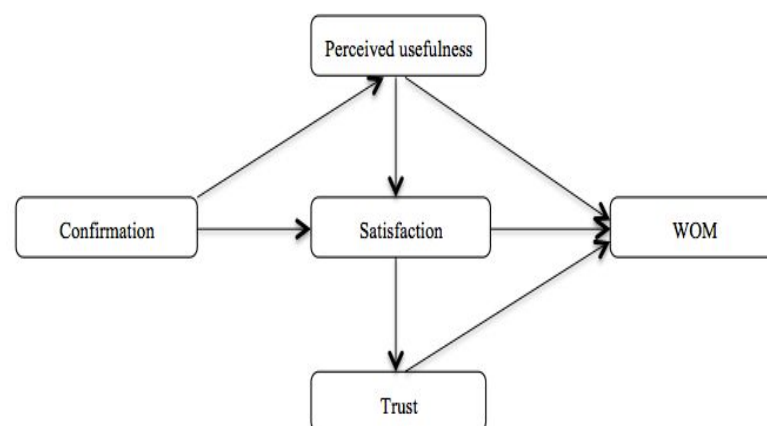 Perceived usefulness
Confirmation
Satisfaction
WOM
Trust